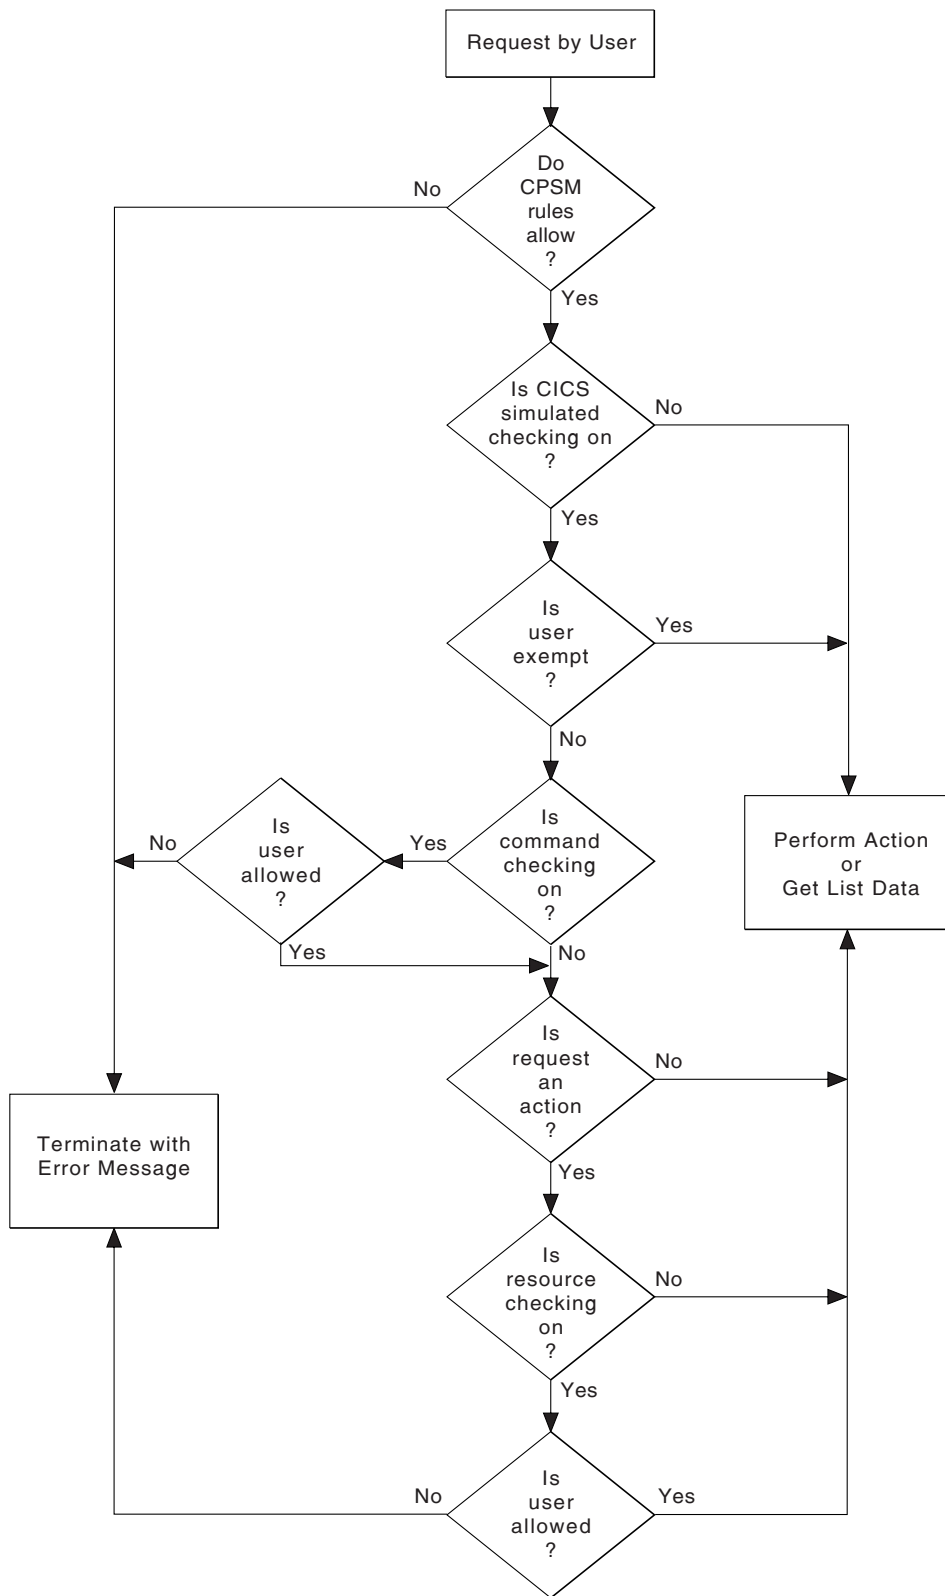 Request by User
Do
CPSM
rules
allow
?
No
Yes
Is CICS
simulated
checking on
?
No
Yes
Is
user
exempt
?
Yes
No
Is
command
checking
on
?
Yes
No
Is
user
allowed
?
No
Yes
Perform Action
or
Get List Data
Is
request
an
action
?
No
Yes
Terminate with
Error Message
Is
resource
checking
on
?
No
Yes
Is
user
allowed
?
No
Yes